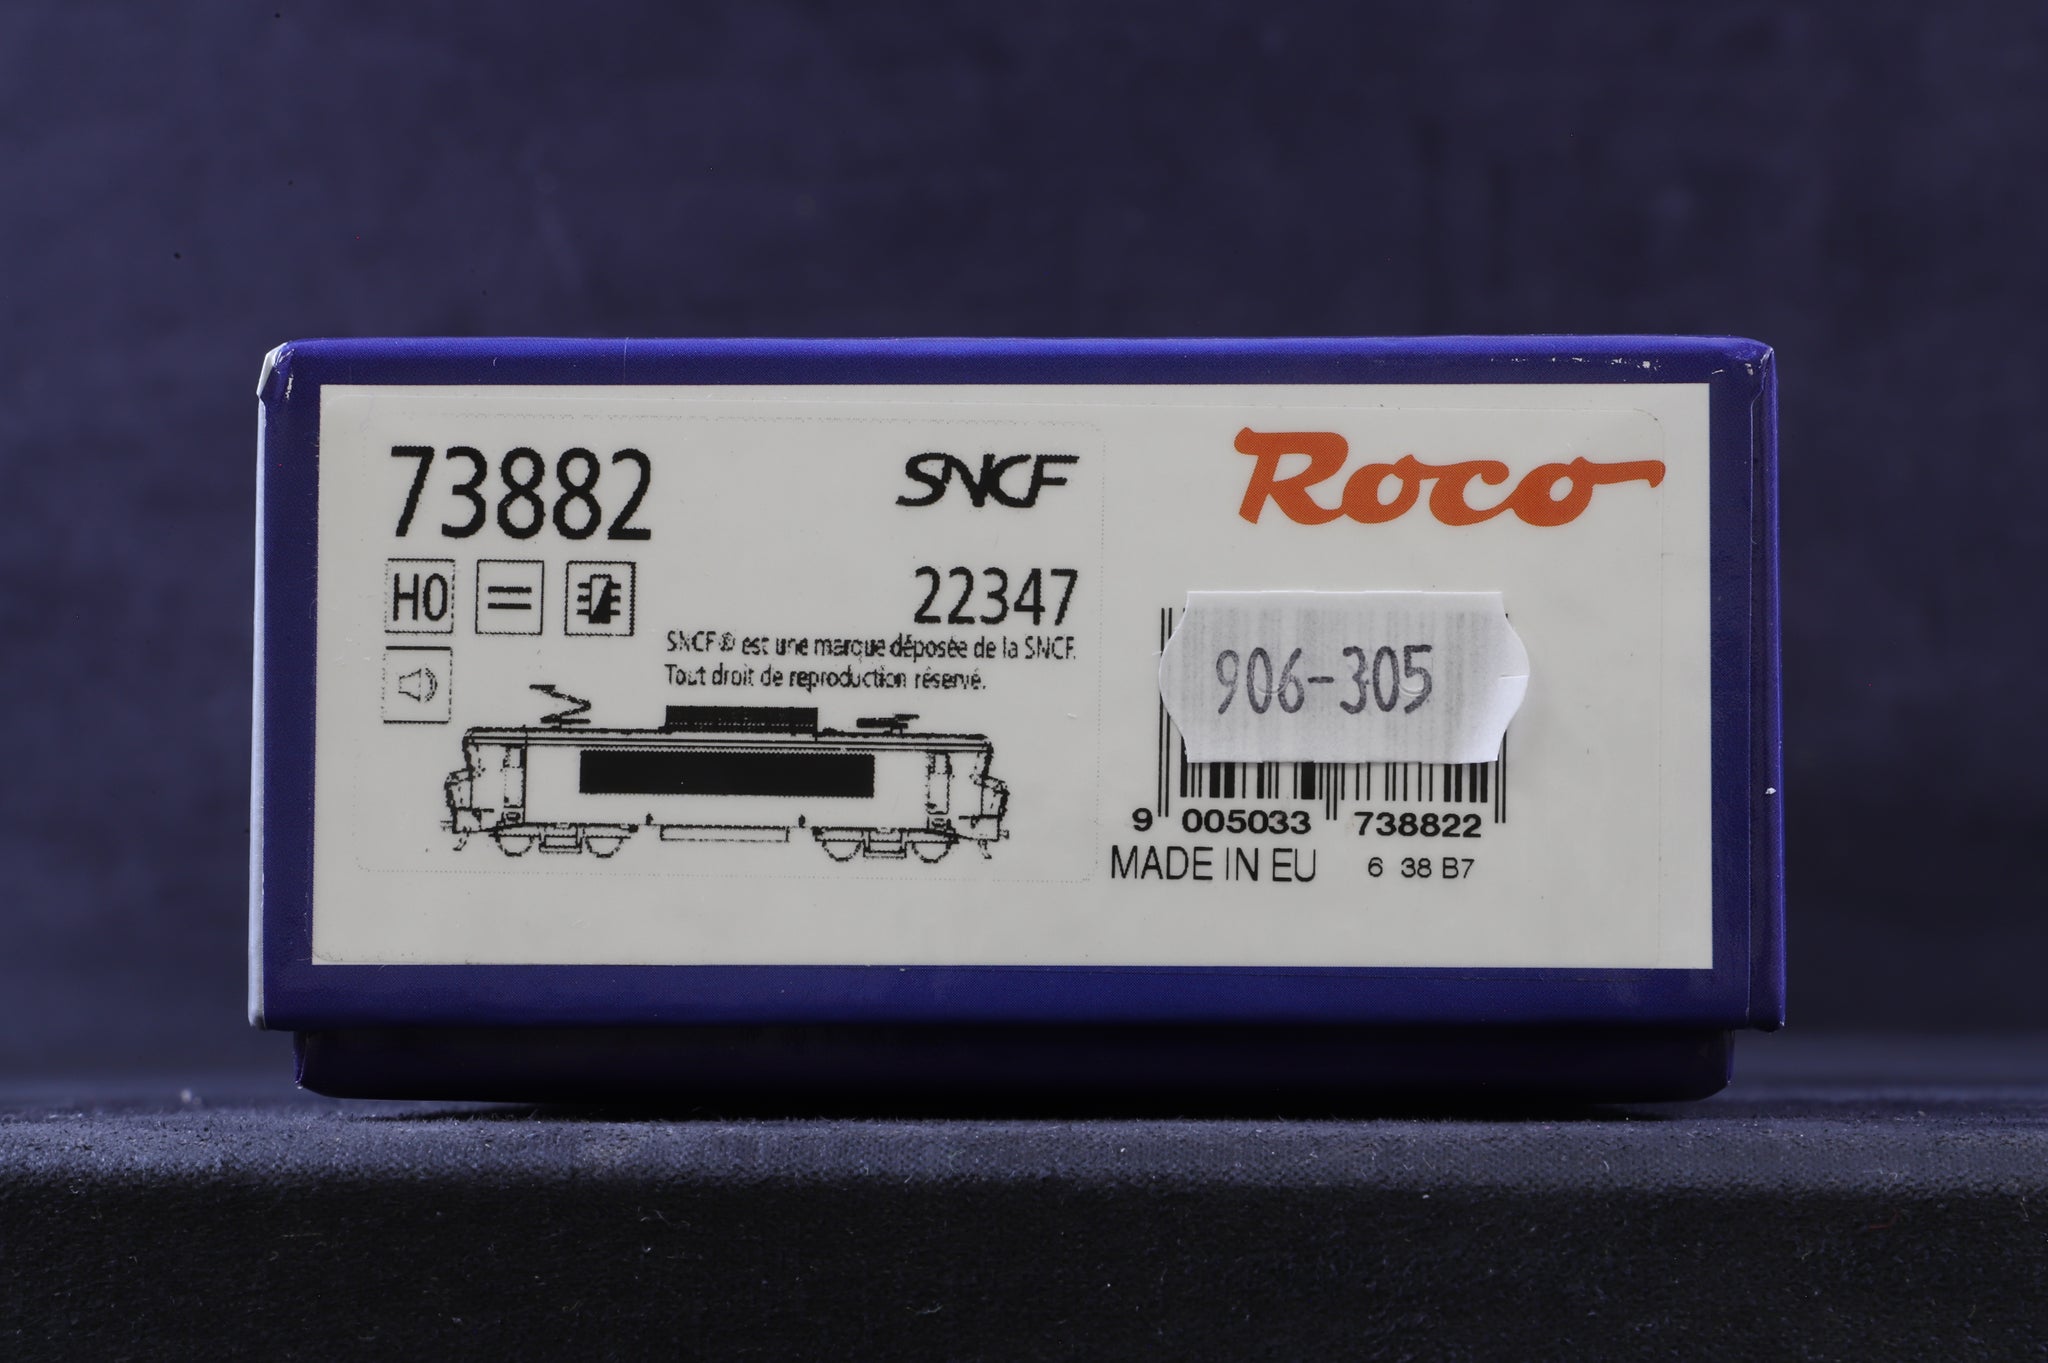 73882
SNCF
Roco
H0
22347
SNCF® est une marque déposée de la SNCF.
Tout droit de reproduction réservé.
906-305
9 005033 738822
MADE IN EU 6 38 B7